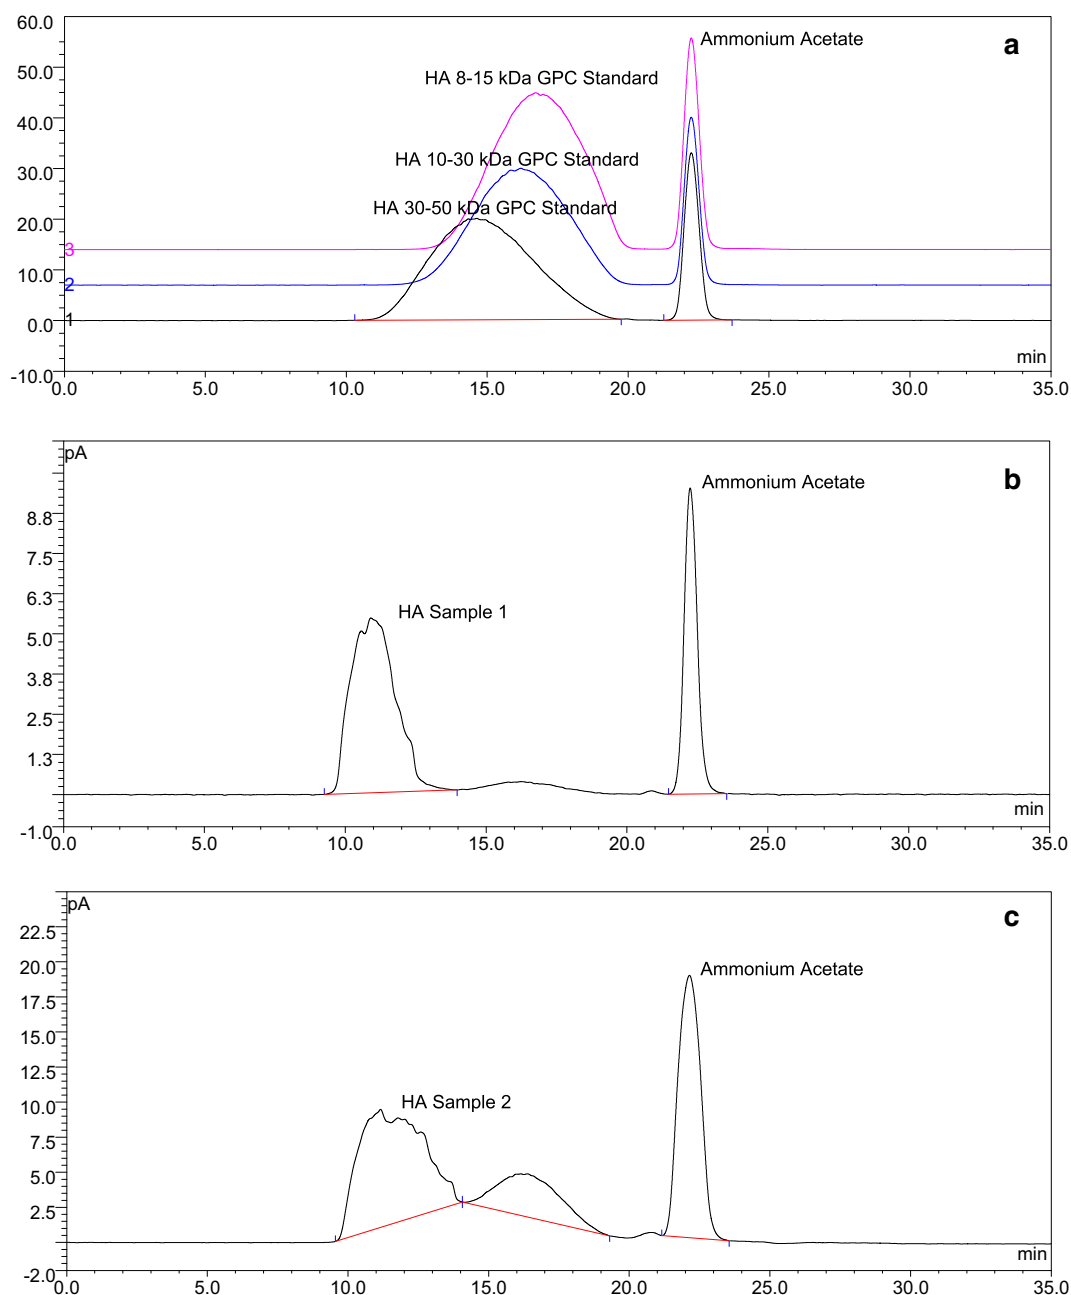 60.0
a
Ammonium Acetate
50.0
HA 8-15 kDa GPC Standard
40.0
HA 10-30 kDa GPC Standard
30.0
HA 30-50 kDa GPC Standard
20.0
3
10.0
2
0.0
1
min
-10.0
0.0 5.0 10.0 15.0 20.0 25.0 30.0 35.0
pA
b
Ammonium Acetate
8.8
7.5
6.3
HA Sample 1
5.0
3.8
2.5
1.3
min
-1.0
0.0 5.0 10.0 15.0 20.0 25.0 30.0 35.0
pA
c
22.5
20.0
Ammonium Acetate
17.5
15.0
12.5
10.0
HA Sample 2
7.5
5.0
2.5
min
-2.0
0.0 5.0 10.0 15.0 20.0 25.0 30.0 35.0